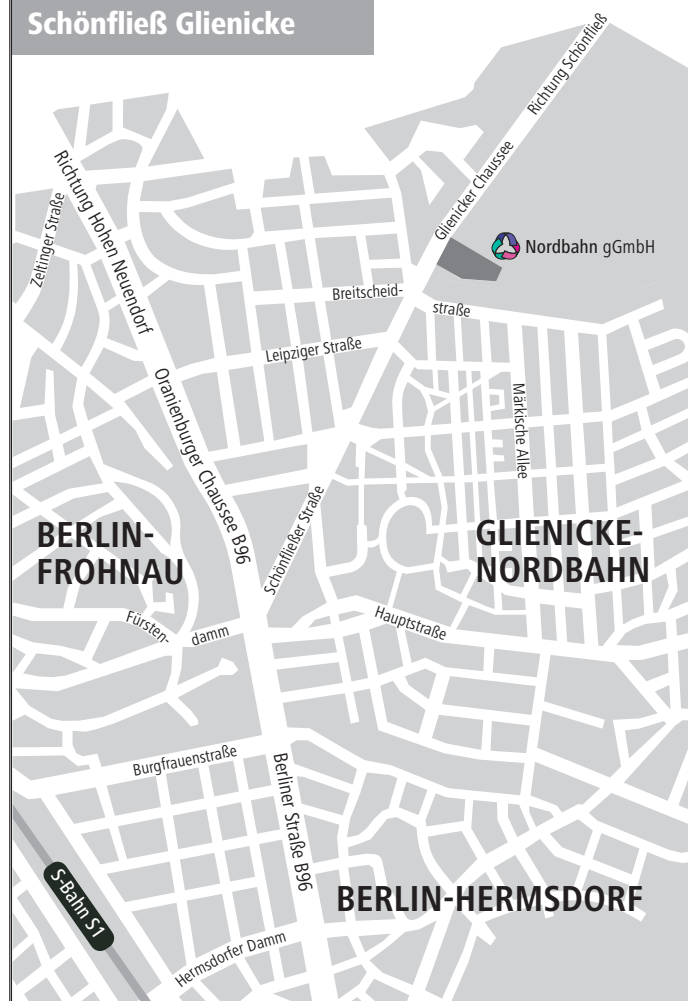 Schönfließ Glienicke
Richtung Schönfließ
Glienicker Chaussee
Nordbahn gGmbH
Richtung Hohen Neuendorf
Zeltinger Straße
Breitscheid-
straße
Leipziger Straße
Märkische Allee
Oranienburger Chaussee B96
Schönfließer Straße
BERLIN-
FROHNAU
GLIENICKE-
NORDBAHN
Fürsten-
damm
Hauptstraße
Burgfrauenstraße
Berliner Straße B96
S-Bahn S1
BERLIN-HERMSDORF
Hermsdorfer Damm